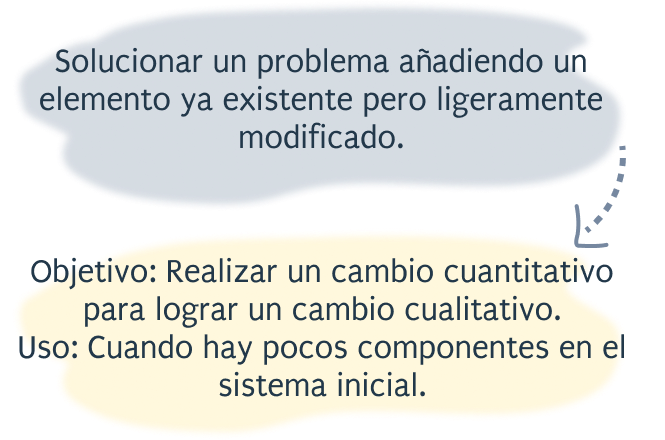 Solucionar un problema añadiendo un
elemento ya existente pero ligeramente
modificado.
Objetivo: Realizar un cambio cuantitativo
para lograr un cambio cualitativo.
Uso: Cuando hay pocos componentes en el
sistema inicial.